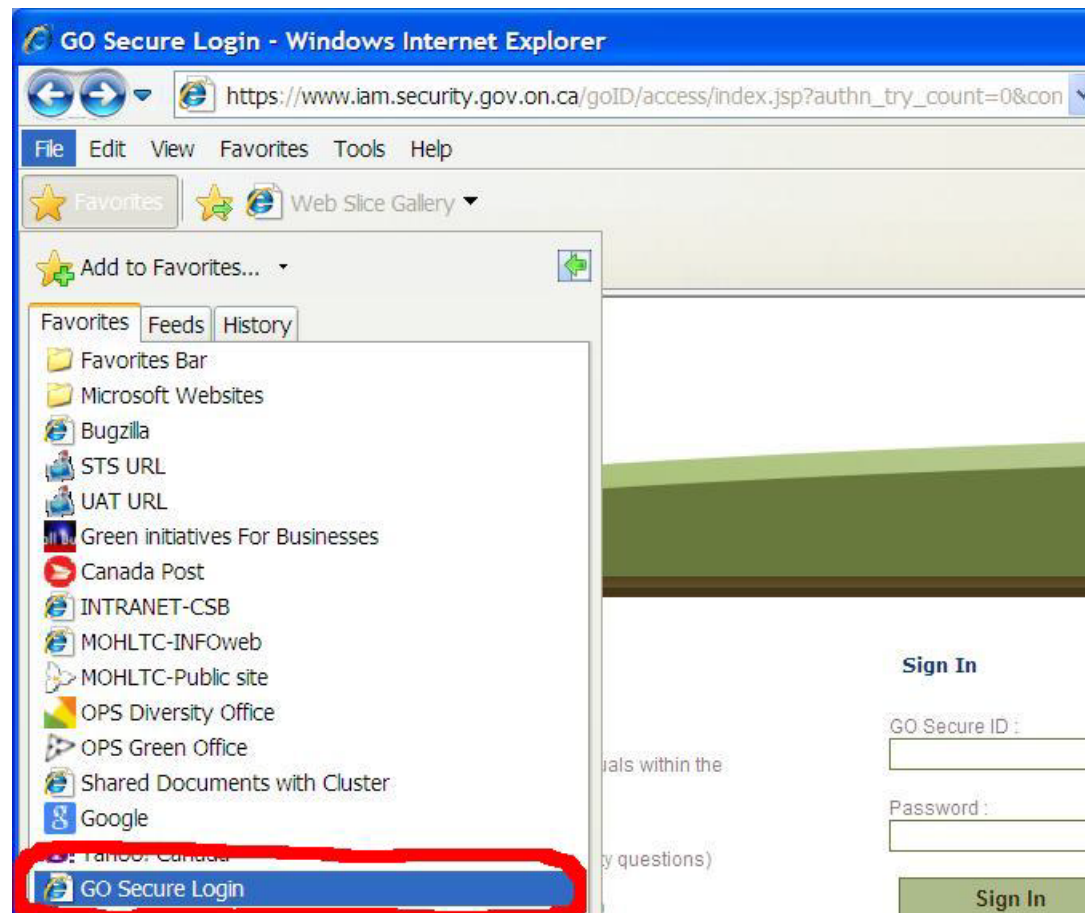 GO Secure Login - Windows Internet Explorer
https://www.iam.security.gov.on.ca/goID/access/index.jsp?authn_try_count=0&con
File Edit View Favorites Tools Help
Favorites Web Slice Gallery
Add to Favorites...
Favorites Feeds History
Favorites Bar
Microsoft Websites
Bugzilla
STS URL
UAT URL
Green initiatives For Businesses
Canada Post
INTRANET-CSB
MOHLTC-INFOweb
MOHLTC-Public site
OPS Diversity Office
OPS Green Office
Shared Documents with Cluster
Google
Yahoo! Canada
GO Secure Login
uals within the
ty questions)
Sign In
GO Secure ID :
Password :
Sign In